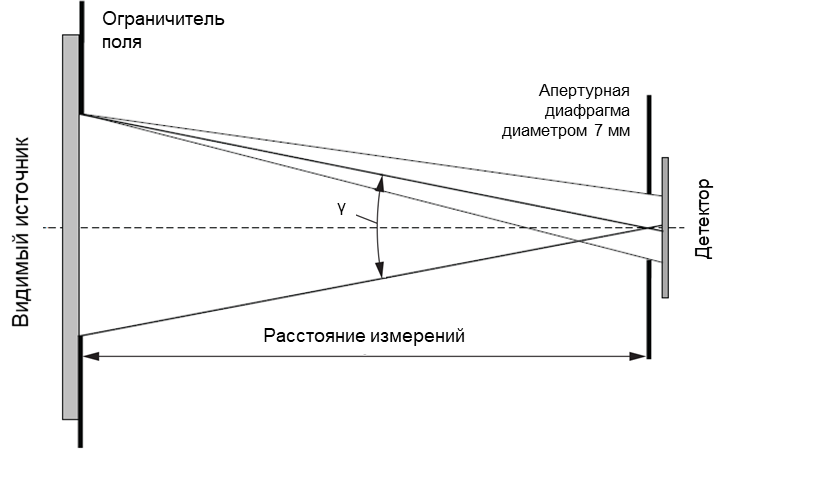 Ограничитель
поля
Апертурная
диафрагма
диаметром 7 мм
Видимый источник
γ
Детектор
Расстояние измерений